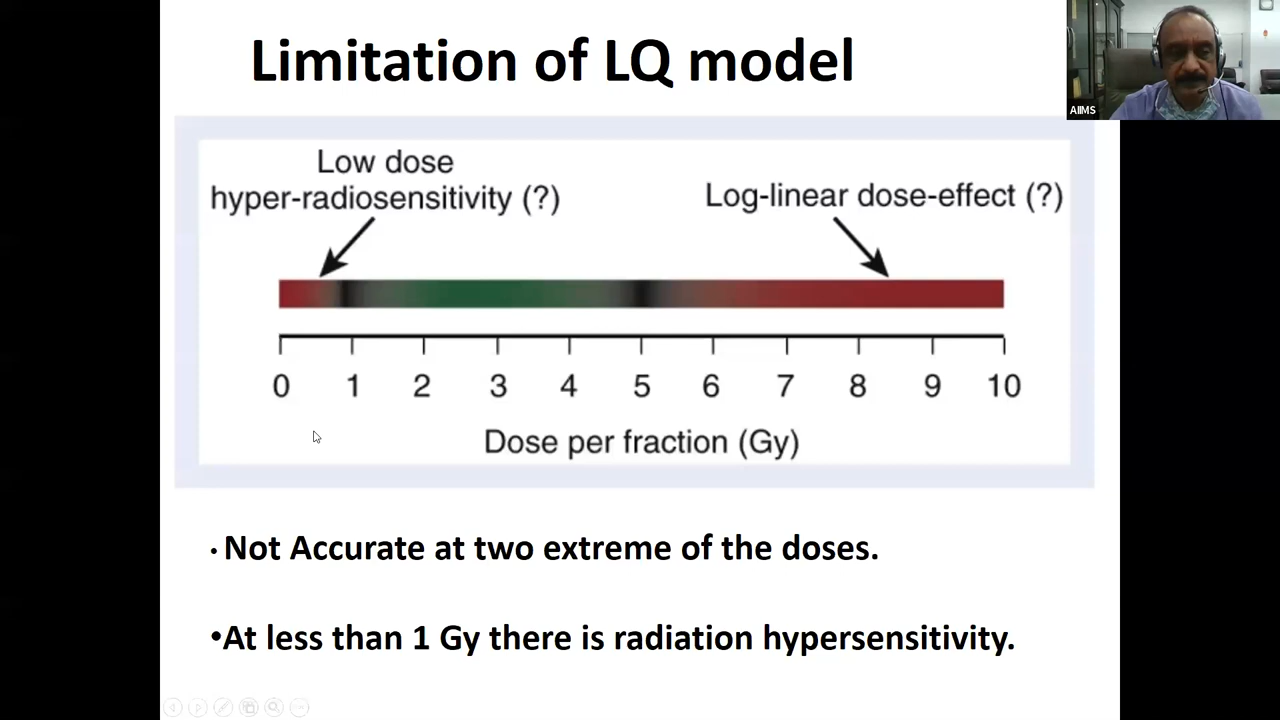 Limitation of LQ model
AIIMS
Low dose
hyper-radiosensitivity (?)
Log-linear dose-effect (?)
0 1 2 3 4 5 6 7 8 9 10
Dose per fraction (Gy)
• Not Accurate at two extreme of the doses.
•At less than 1 Gy there is radiation hypersensitivity.